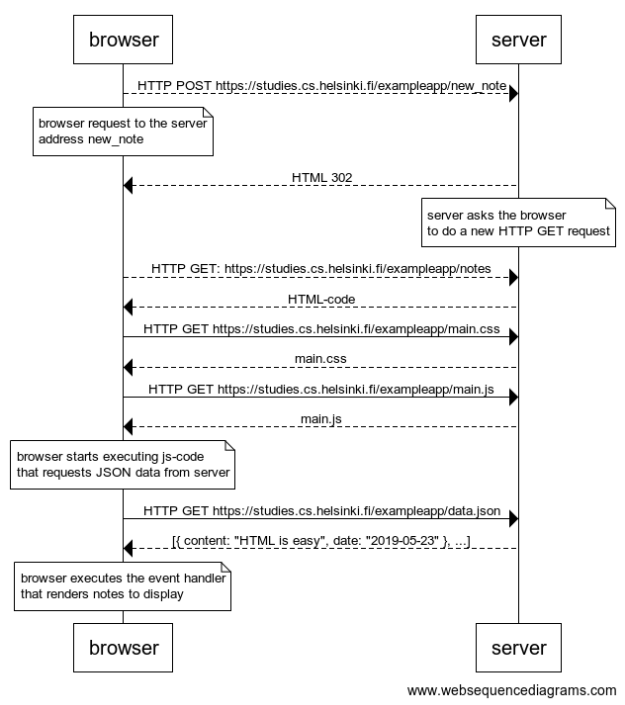 browser
server
HTTP POST https://studies.cs.helsinki.fi/exampleapp/new_note
browser request to the server
address new_note
HTML 302
server asks the browser
to do a new HTTP GET request
HTTP GET: https://studies.cs.helsinki.fi/exampleapp/notes
HTML-code
HTTP GET https://studies.cs.helsinki.fi/exampleapp/main.css
main.css
HTTP GET https://studies.cs.helsinki.fi/exampleapp/main.js
main.js
browser starts executing js-code
that requests JSON data from server
HTTP GET https://studies.cs.helsinki.fi/exampleapp/data.json
[{ content: "HTML is easy", date: "2019-05-23" }, ...]
browser executes the event handler
that renders notes to display
browser
server
www.websequencediagrams.com